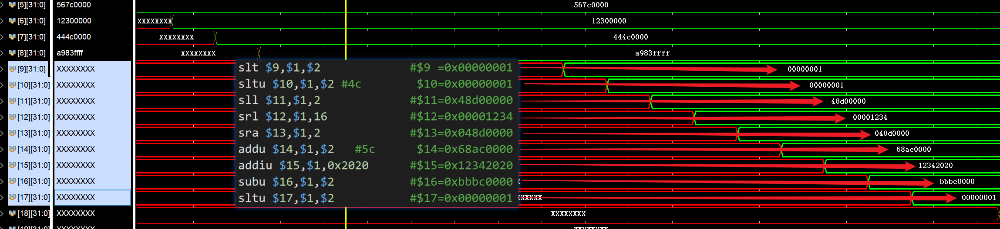 [5][31:0] 567c0000 567c0000
[6][31:0] 12300000 XXXXXXXX 12300000
[7][31:0] 444c0000 XXXXXXXX 444c0000
[8][31:0] a983ffff XXXXXXXX a983ffff
[9][31:0] XXXXXXXX slt $9,$1,$2 #$9 =0x00000001 00000001
[10][31:0] XXXXXXXX sltu $10,$1,$2 #4c $10=0x00000001 00000001
[11][31:0] XXXXXXXX sll $11,$1,2 #$11=0x48d00000 48d00000
[12][31:0] XXXXXXXX srl $12,$1,16 #$12=0x00001234 00001234
[13][31:0] XXXXXXXX sra $13,$1,2 #$13=0x048d0000 048d0000
[14][31:0] XXXXXXXX addu $14,$1,$2 #5c $14=0x68ac0000 68ac0000
[15][31:0] XXXXXXXX addiu $15,$1,0x2020 #$15=0x12342020 12342020
[16][31:0] XXXXXXXX subu $16,$1,$2 #$16=0xbbbc0000 X bbbc0000
[17][31:0] XXXXXXXX sltu $17,$1,$2 #$17=0x00000001 XXXXXX 00000001
[18][31:0] XXXXXXXX XXXXXXXX
[19][31:0] XXXXXXXX XXXXXXXX